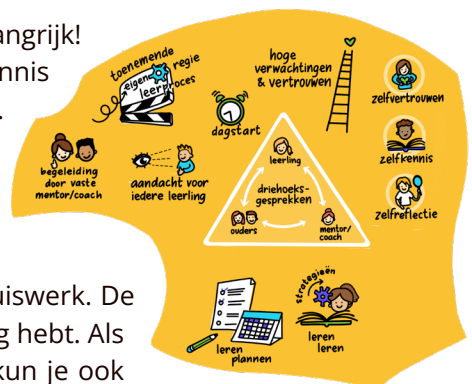 angrijk!
toenemende
regie
eigen
leerproces
hoge
verwachtingen
& vertrouwen
dagstart
zelfvertrouwen
begeleiding
door vaste
mentor/coach
aandacht voor
iedere leerling
leerling
driehoeks-
gesprekken
ouders
mentor/
coach
zelfkennis
zelfreflectie
uiswerk. De
g hebt. Als
kun je ook
leren
plannen
strategieën
leren
leren